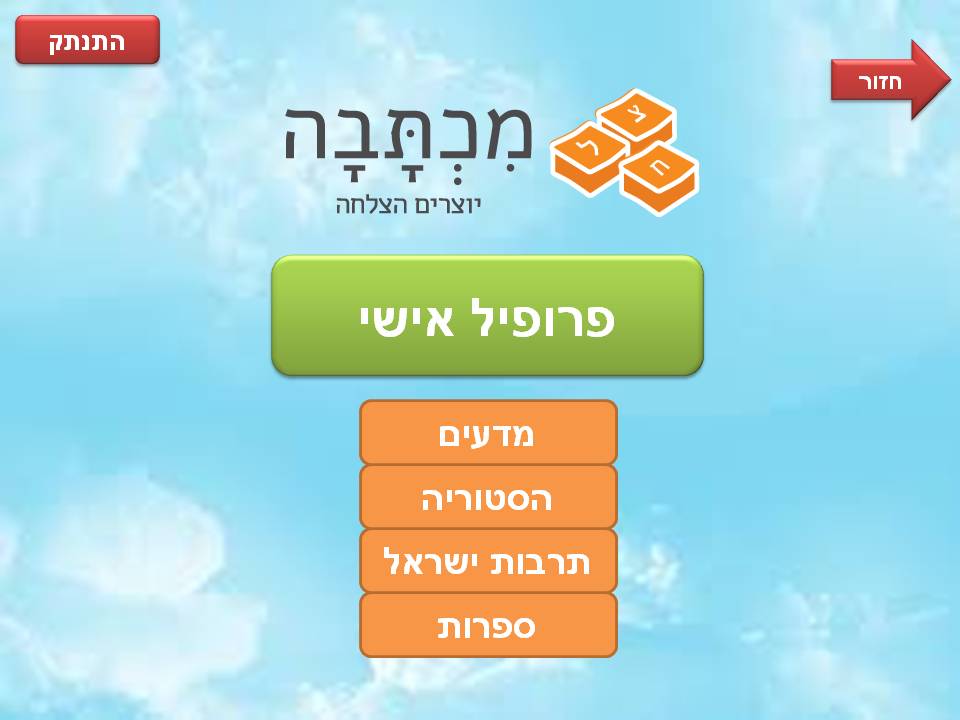 התנתק
חזור
מִכְתָּבָה
צ
ל
ח
יוצרים הצלחה
פרופיל אישי
מדעים
הסטוריה
תרבות ישראל
ספרות